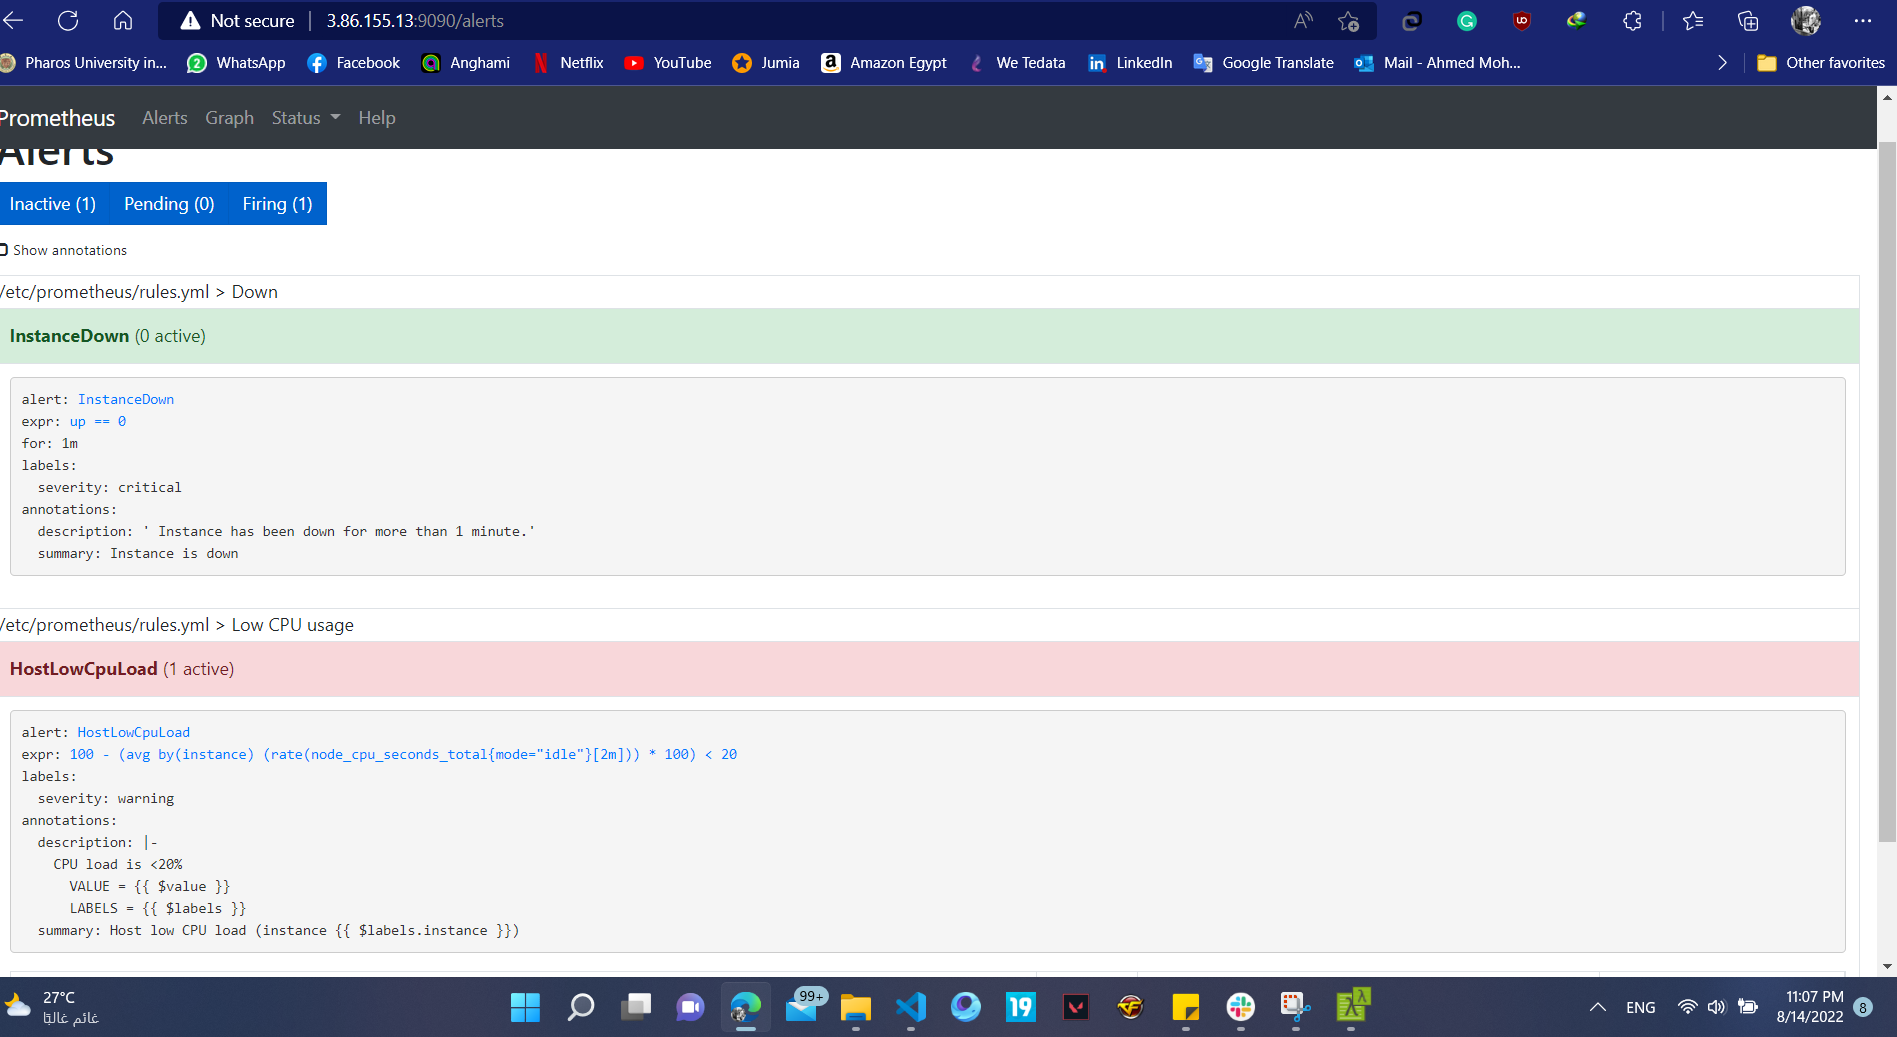 Not secure | 3.86.155.13:9090/alerts
Pharos University in... WhatsApp Facebook Anghami Netflix YouTube Jumia Amazon Egypt We Tedata LinkedIn Google Translate Mail - Ahmed Moh... Other favorites
Prometheus Alerts Graph Status Help
Alerts
Inactive (1) Pending (0) Firing (1)
Show annotations
/etc/prometheus/rules.yml > Down
InstanceDown (0 active)
alert: InstanceDown
expr: up == 0
for: 1m
labels:
severity: critical
annotations:
description: ' Instance has been down for more than 1 minute.'
summary: Instance is down
/etc/prometheus/rules.yml > Low CPU usage
HostLowCpuLoad (1 active)
alert: HostLowCpuLoad
expr: 100 - (avg by(instance) (rate(node_cpu_seconds_total{mode="idle"}[2m])) * 100) < 20
labels:
severity: warning
annotations:
description: |-
CPU load is <20%
VALUE = {{ $value }}
LABELS = {{ $labels }}
summary: Host low CPU load (instance {{ $labels.instance }})
27°C
غائم غالبًا
99+
19
ENG
11:07 PM
8/14/2022
8